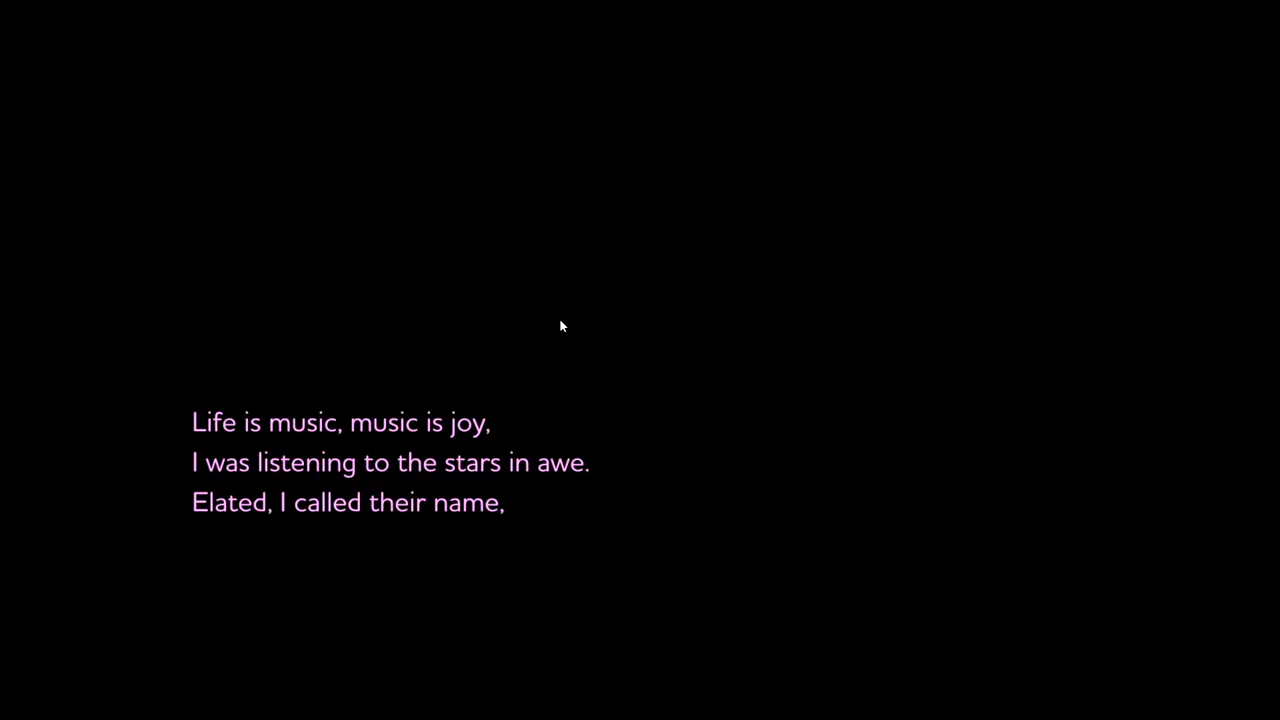 Life is music, music is joy,
I was listening to the stars in awe.
Elated, I called their name,